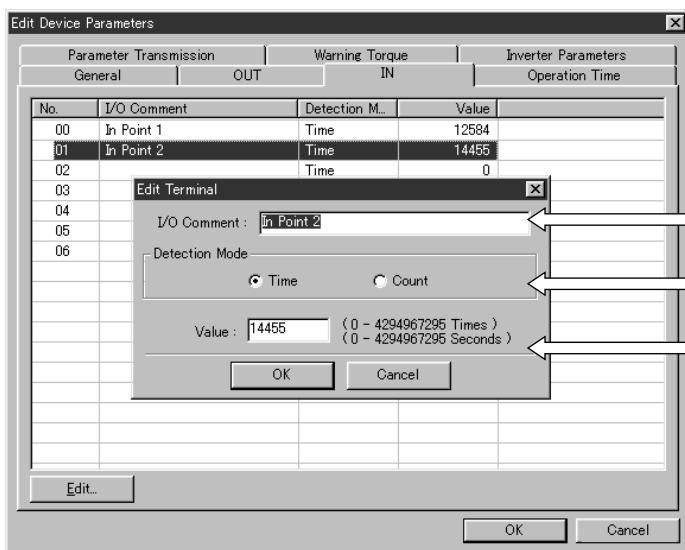 Edit Device Parameters
Parameter Transmission Warning Torque Inverter Parameters
General OUT IN Operation Time
No. I/O Comment Detection M... Value
00 In Point 1 Time 12584
01 In Point 2 Time 14455
02 Time 0
03
04
05
06
Edit Terminal
I/O Comment : In Point 2
Detection Mode
Time Count
Value : 14455 ( 0 - 4294967295 Times )
( 0 - 4294967295 Seconds )
OK Cancel
Edit...
OK Cancel